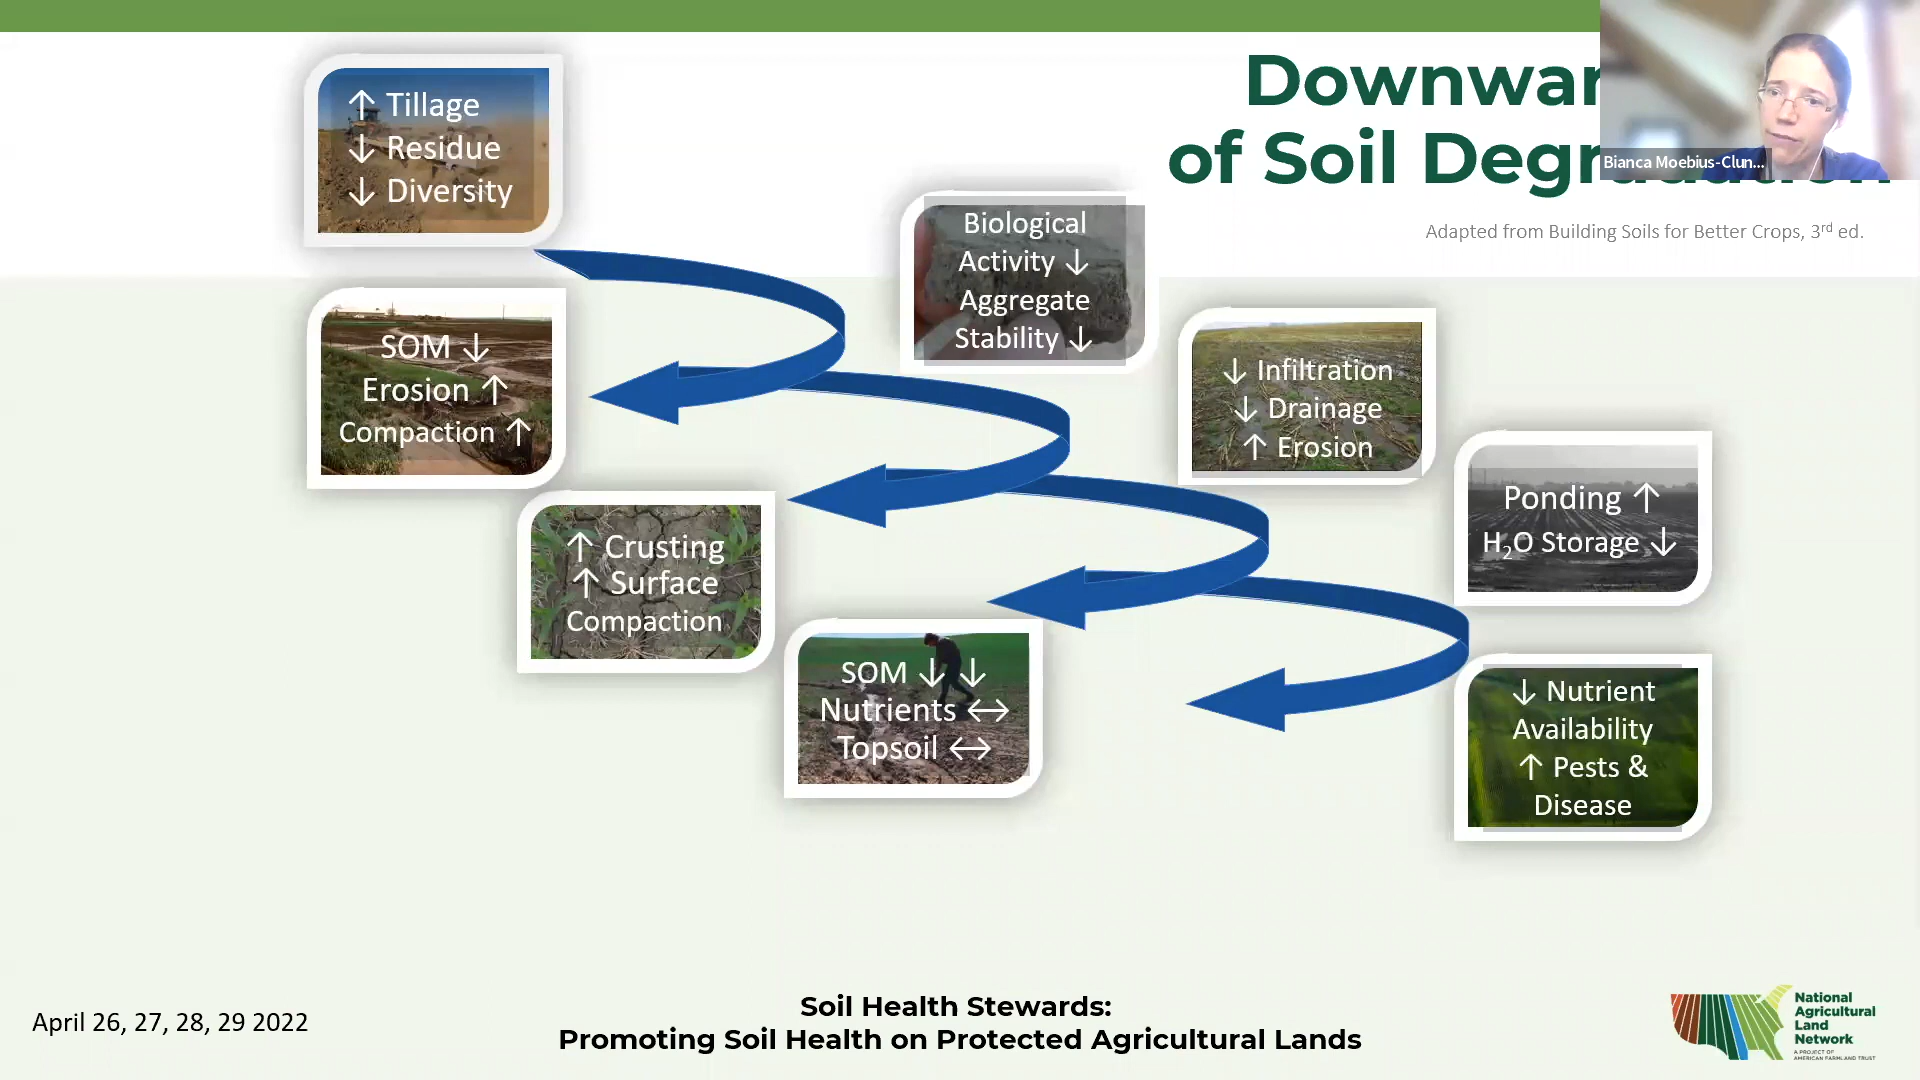 Downwar
of Soil Degradation
Bianca Moebius-Clun...
Adapted from Building Soils for Better Crops, 3rd ed.
↑ Tillage
↓ Residue
↓ Diversity
SOM ↓
Erosion ↑
Compaction ↑
Biological
Activity ↓
Aggregate
Stability ↓
↑ Crusting
↑ Surface
Compaction
↓ Infiltration
↓ Drainage
↑ Erosion
SOM ↓ ↓
Nutrients ↔
Topsoil ↔
Ponding ↑
H₂O Storage ↓
↓ Nutrient
Availability
↑ Pests &
Disease
April 26, 27, 28, 29 2022
Soil Health Stewards:
Promoting Soil Health on Protected Agricultural Lands
National
Agricultural
Land
Network
A PROJECT OF
AMERICAN FARMLAND TRUST